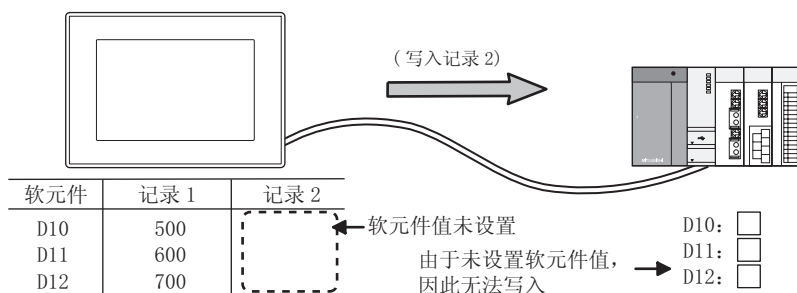 (写入记录 2)
软元件 记录 1 记录 2
D10 500
D11 600
D12 700
软元件值未设置
由于未设置软元件值,
因此无法写入
D10:
D11:
D12: